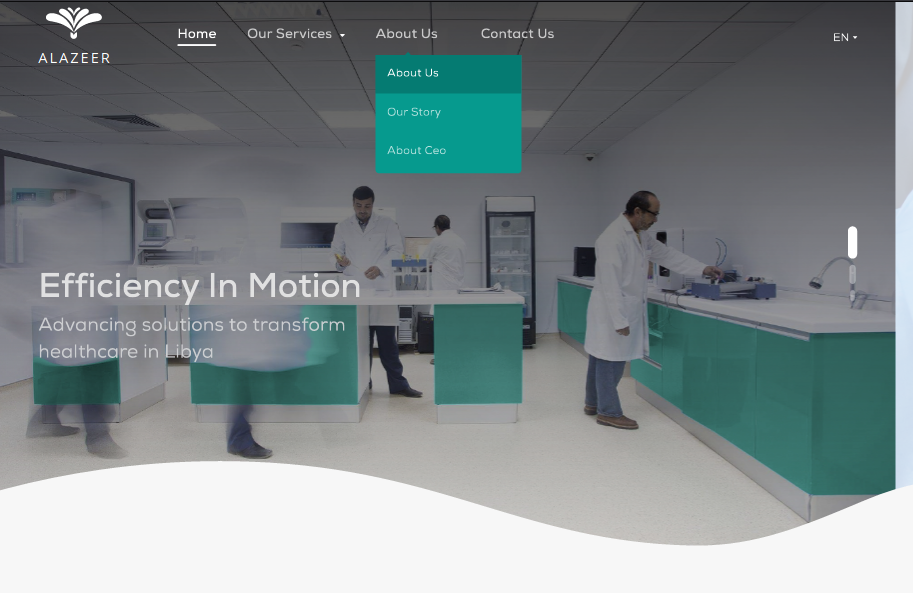 ALAZEER
Home
Our Services
About Us
Contact Us
EN
About Us
Our Story
About Ceo
Efficiency In Motion
Advancing solutions to transform
healthcare in Libya